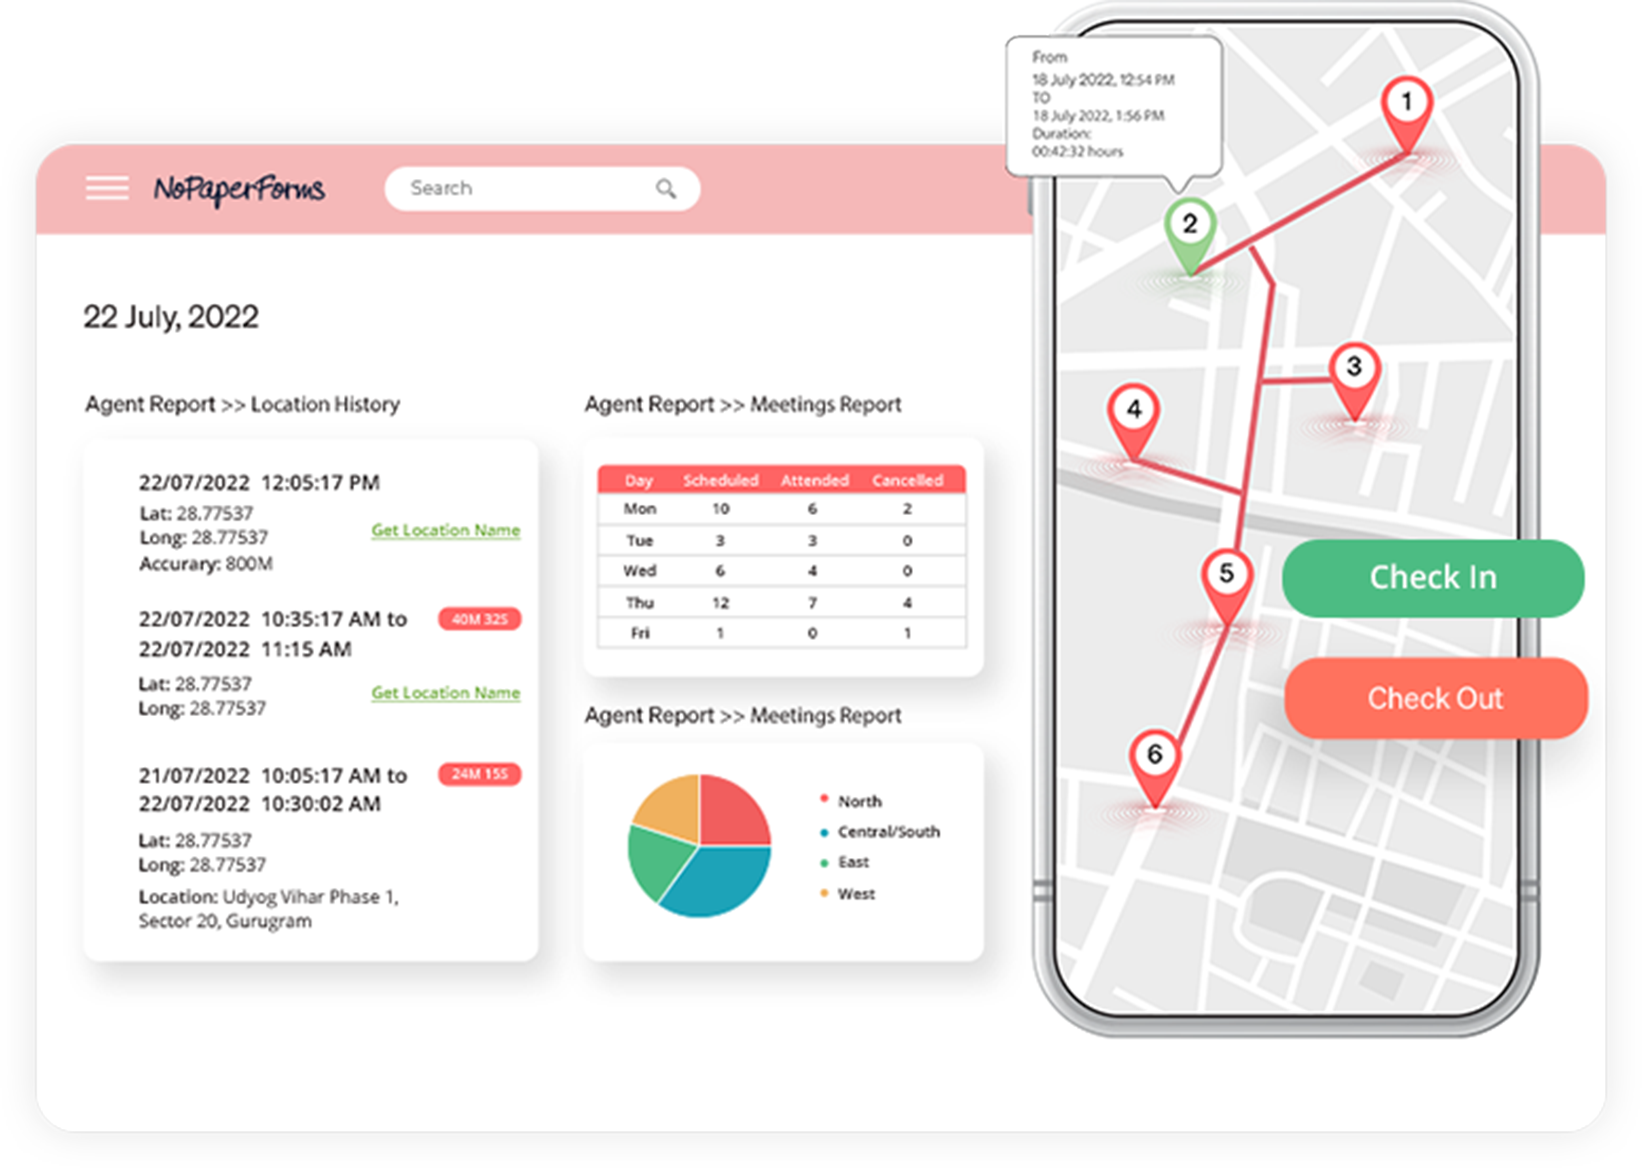 From
18 July 2022, 12:54 PM
TO
18 July 2022, 1:56 PM
Duration:
00:42:32 hours
NoPaperForms
Search
22 July, 2022
Agent Report >> Location History
22/07/2022 12:05:17 PM
Lat: 28.77537
Long: 28.77537
Get Location Name
Accurary: 800M
22/07/2022 10:35:17 AM to
40M 32S
22/07/2022 11:15 AM
Lat: 28.77537
Long: 28.77537
Get Location Name
21/07/2022 10:05:17 AM to
24M 15S
22/07/2022 10:30:02 AM
Lat: 28.77537
Long: 28.77537
Location: Udyog Vihar Phase 1,
Sector 20, Gurugram
Agent Report >> Meetings Report
Day Scheduled Attended Cancelled
Mon 10 6 2
Tue 3 3 0
Wed 6 4 0
Thu 12 7 4
Fri 1 0 1
Agent Report >> Meetings Report
North
Central/South
East
West
1
2
3
4
5
6
Check In
Check Out